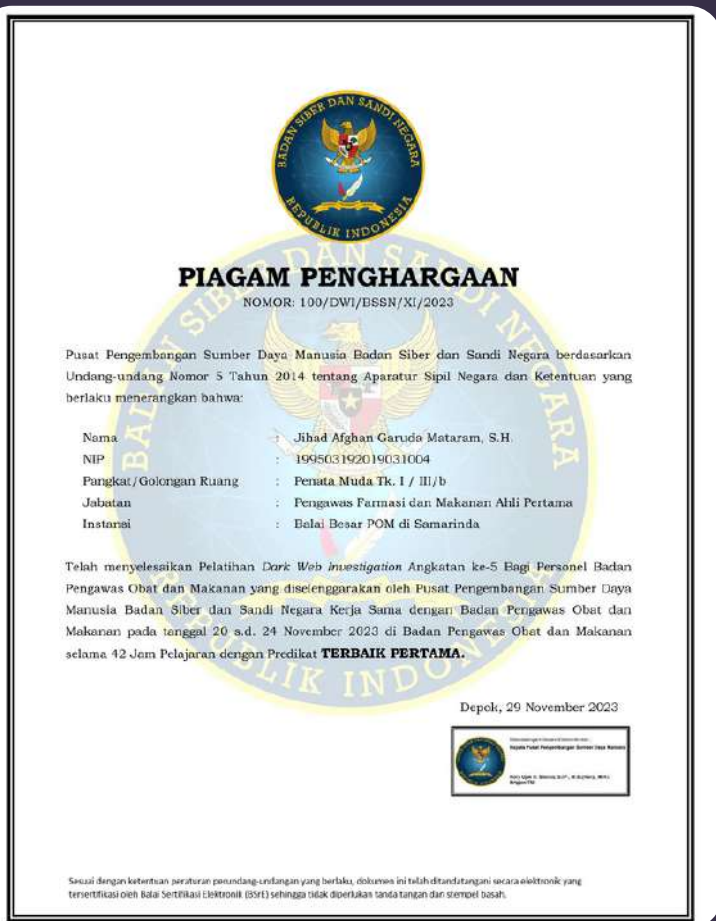 BADAN SIBER DAN SANDI NEGARA
REPUBLIK INDONESIA
PIAGAM PENGHARGAAN
NOMOR: 100/DWI/BSSN/XI/2023
Pusat Pengembangan Sumber Daya Manusia Badan Siber dan Sandi Negara berdasarkan
Undang-undang Nomor 5 Tahun 2014 tentang Aparatur Sipil Negara dan Ketentuan yang
berlaku menerangkan bahwa:
Nama : Jihad Afghan Garuda Mataram, S.H.
NIP : 199503192019031004
Pangkat/Golongan Ruang : Penata Muda Tk. I / III/b
Jabatan : Pengawas Farmasi dan Makanan Ahli Pertama
Instansi : Balai Besar POM di Samarinda
Telah menyelesaikan Pelatihan Dark Web Investigation Angkatan ke-5 Bagi Personel Badan
Pengawas Obat dan Makanan yang diselenggarakan oleh Pusat Pengembangan Sumber Daya
Manusia Badan Siber dan Sandi Negara Kerja Sama dengan Badan Pengawas Obat dan
Makanan pada tanggal 20 s.d. 24 November 2023 di Badan Pengawas Obat dan Makanan
selama 42 Jam Pelajaran dengan Predikat TERBAIK PERTAMA.
Depok, 29 November 2023
Kepala Pusat Pengembangan Sumber Daya Manusia
Sesuai dengan ketentuan peraturan perundang-undangan yang berlaku, dokumen ini telah ditandatangani secara elektronik yang
tersertifikasi oleh Balai Sertifikasi Elektronik (BSrE) sehingga tidak diperlukan tanda tangan dan stempel basah.